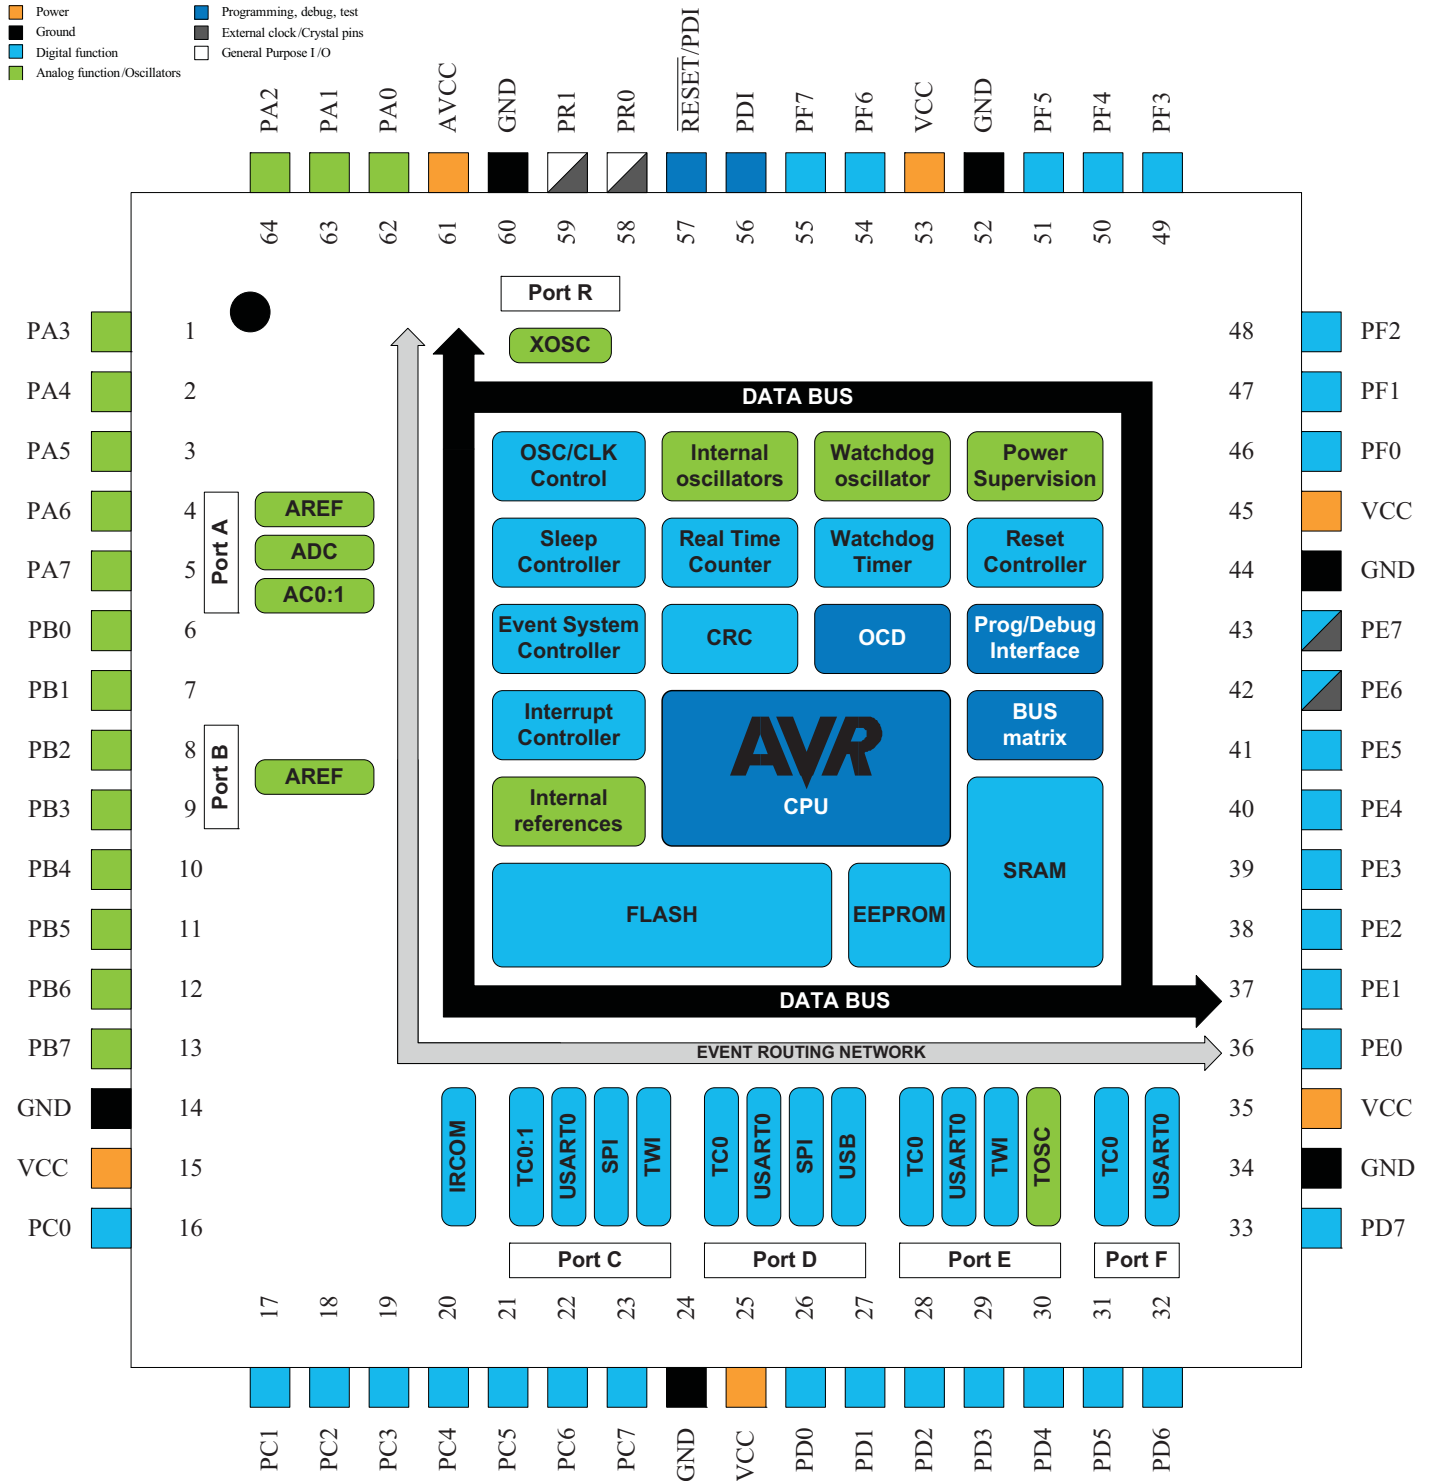 Power
Ground
Digital function
Analog function/Oscillators
Programming, debug, test
External clock/Crystal pins
General Purpose I/O
PA2
PA1
PA0
AVCC
GND
PR1
PR0
RESET/PDI
PDI
PF7
PF6
VCC
GND
PF5
PF4
PF3
64
63
62
61
60
59
58
57
56
55
54
53
52
51
50
49
PA3
PA4
PA5
PA6
PA7
PB0
PB1
PB2
PB3
PB4
PB5
PB6
PB7
GND
VCC
PC0
1
2
3
4
5
6
7
8
9
10
11
12
13
14
15
16
Port A
AREF
ADC
AC0:1
Port B
AREF
Port R
XOSC
DATA BUS
OSC/CLK
Control
Internal
oscillators
Watchdog
oscillator
Power
Supervision
Sleep
Controller
Real Time
Counter
Watchdog
Timer
Reset
Controller
Event System
Controller
CRC
OCD
Prog/Debug
Interface
Interrupt
Controller
AVR
CPU
BUS
matrix
Internal
references
SRAM
FLASH
EEPROM
DATA BUS
EVENT ROUTING NETWORK
IRCOM
TC0:1
USART0
SPI
TWI
TC0
USART0
SPI
USB
TC0
USART0
TWI
TOSC
TC0
USART0
Port C
Port D
Port E
Port F
48
47
46
45
44
43
42
41
40
39
38
37
36
35
34
33
PF2
PF1
PF0
VCC
GND
PE7
PE6
PE5
PE4
PE3
PE2
PE1
PE0
VCC
GND
PD7
17
18
19
20
21
22
23
24
25
26
27
28
29
30
31
32
PC1
PC2
PC3
PC4
PC5
PC6
PC7
GND
VCC
PD0
PD1
PD2
PD3
PD4
PD5
PD6